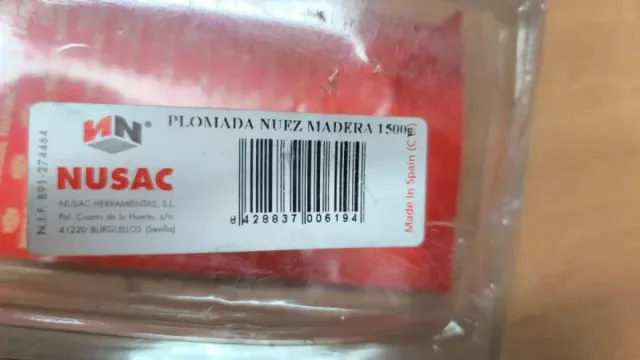 N.I.F. B91-274464
NN®
NUSAC
NUSAC HERRAMIENTAS, S.L.
Pol. Cuarto de la Huerta, s/n.
41220 BURGUILLOS (Sevilla)
PLOMADA NUEZ MADERA 1500g
8 428837 006194
Made In Spain (C.E)